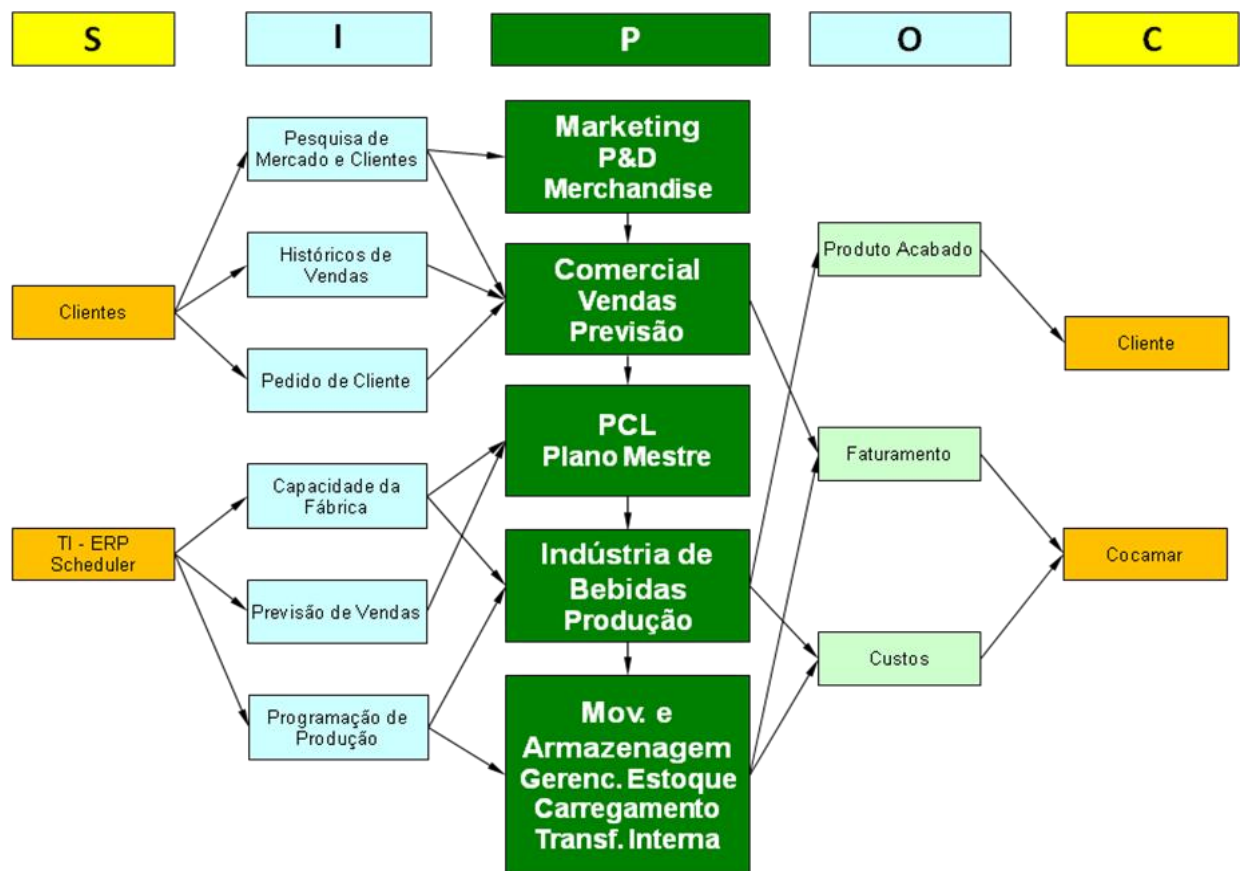 S
I
P
O
C
Pesquisa de
Mercado e Clientes
Históricos de
Vendas
Clientes
Pedido de Cliente
Capacidade da
Fábrica
TI - ERP
Scheduler
Previsão de Vendas
Programação de
Produção
Marketing
P&D
Merchandise
Comercial
Vendas
Previsão
PCL
Plano Mestre
Indústria de
Bebidas
Produção
Mov. e
Armazenagem
Gerenc. Estoque
Carregamento
Transf. Interna
Produto Acabado
Faturamento
Custos
Cliente
Cocamar